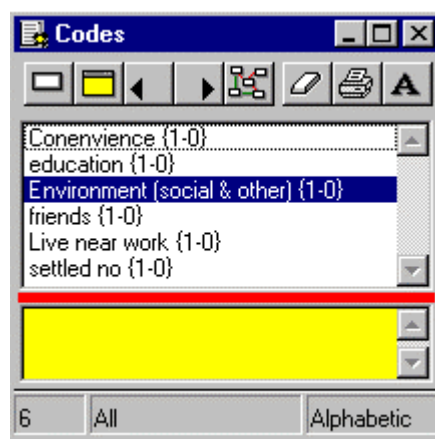 Codes
A
Conenvience {1-0}
education {1-0}
Environment (social & other) {1-0}
friends {1-0}
Live near work {1-0}
settled no {1-0}
6 All Alphabetic